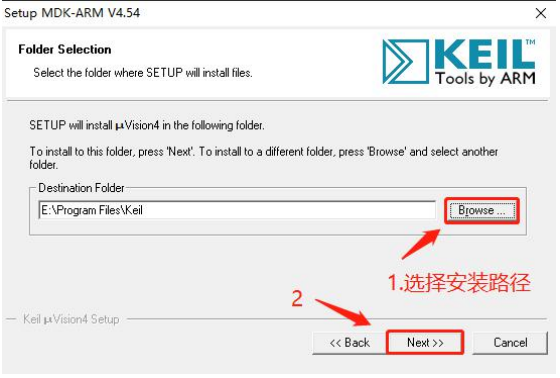 Setup MDK-ARM V4.54
Folder Selection
Select the folder where SETUP will install files.
KEIL™
Tools by ARM
SETUP will install µVision4 in the following folder.
To install to this folder, press 'Next'. To install to a different folder, press 'Browse' and select another
folder.
Destination Folder
E:\Program Files\Keil
Browse ...
1.选择安装路径
2
Keil µVision4 Setup
<< Back
Next >>
Cancel